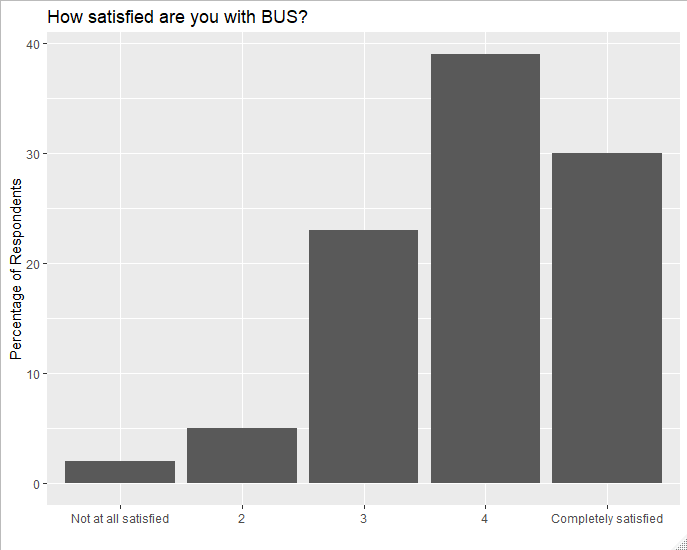 How satisfied are you with BUS?
Percentage of Respondents
40
30
20
10
0
Not at all satisfied
2
3
4
Completely satisfied